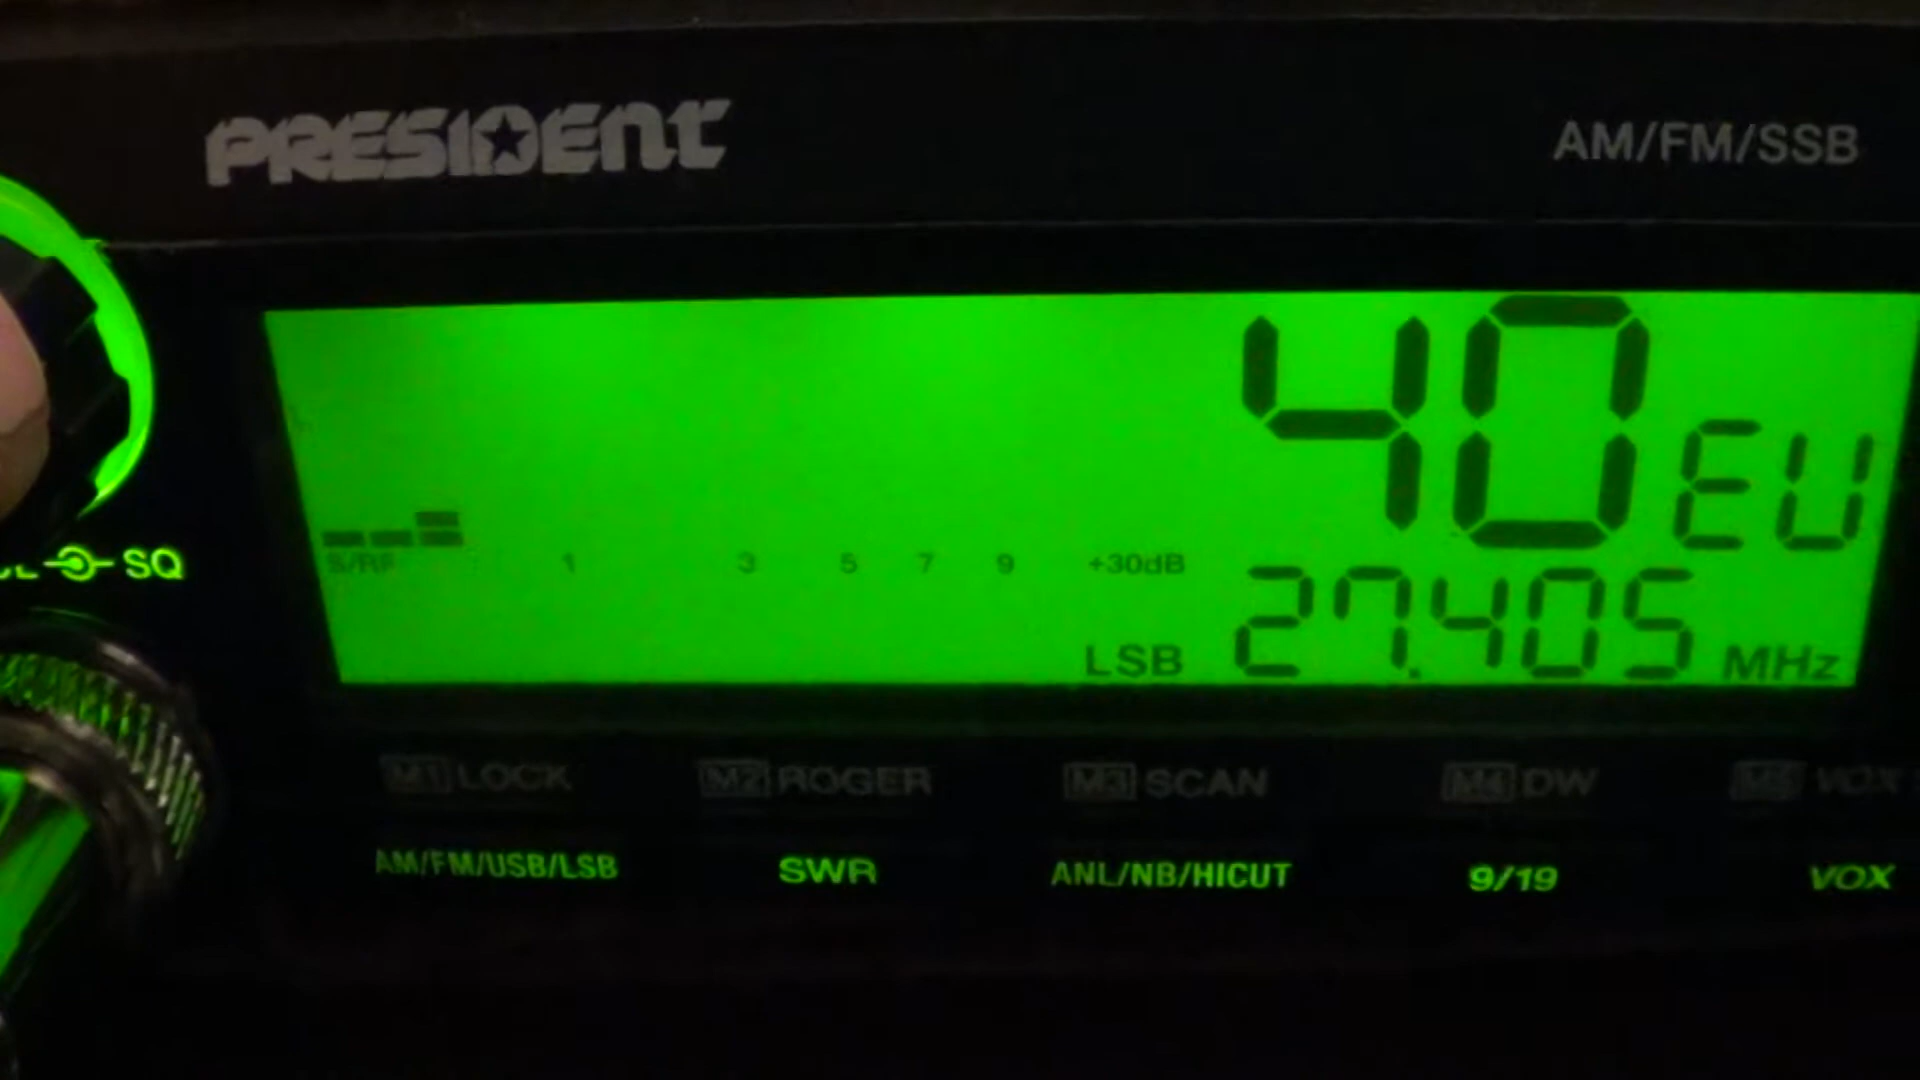 PRESIDENT
AM/FM/SSB
40 EU
SQ
S/RF 1 3 5 7 9 +30dB
LSB 27.405 MHz
M1 LOCK M2 ROGER M3 SCAN M4 DW VOX
AM/FM/USB/LSB SWR ANL/NB/HICUT 9/19 VOX